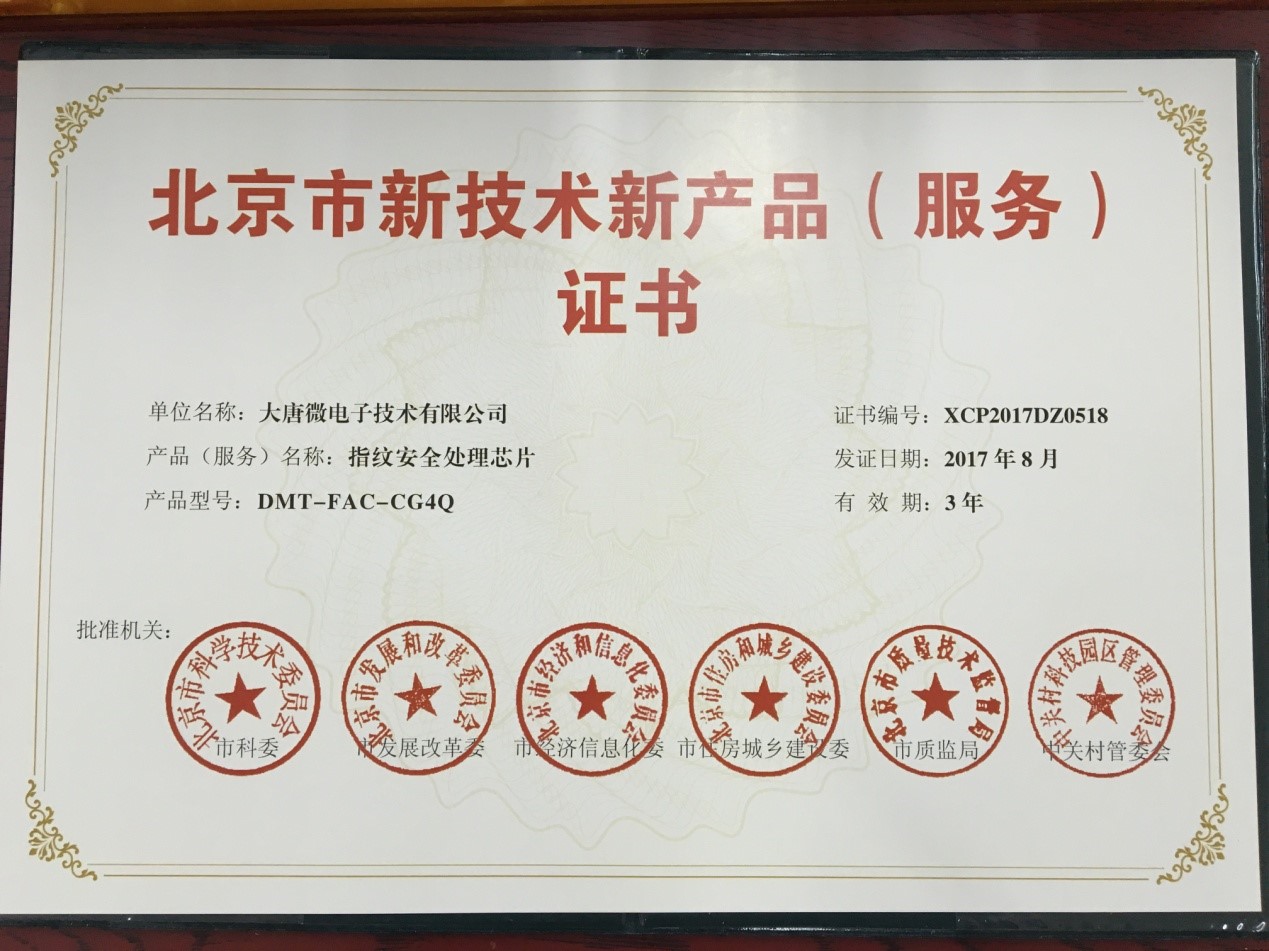 北京市新技术新产品（服务）
证书
单位名称：大唐微电子技术有限公司
产品（服务）名称：指纹安全处理芯片
产品型号：DMT-FAC-CG4Q
证书编号：XCP2017DZ0518
发证日期：2017年8月
有 效 期：3年
批准机关：
北京市科学技术委员会
市科委
北京市发展和改革委员会
市发展改革委
北京市经济和信息化委员会
市经济信息化委
北京市住房和城乡建设委员会
市住房城乡建设委
北京市质量技术监督局
市质监局
中关村科技园区管理委员会
中关村管委会